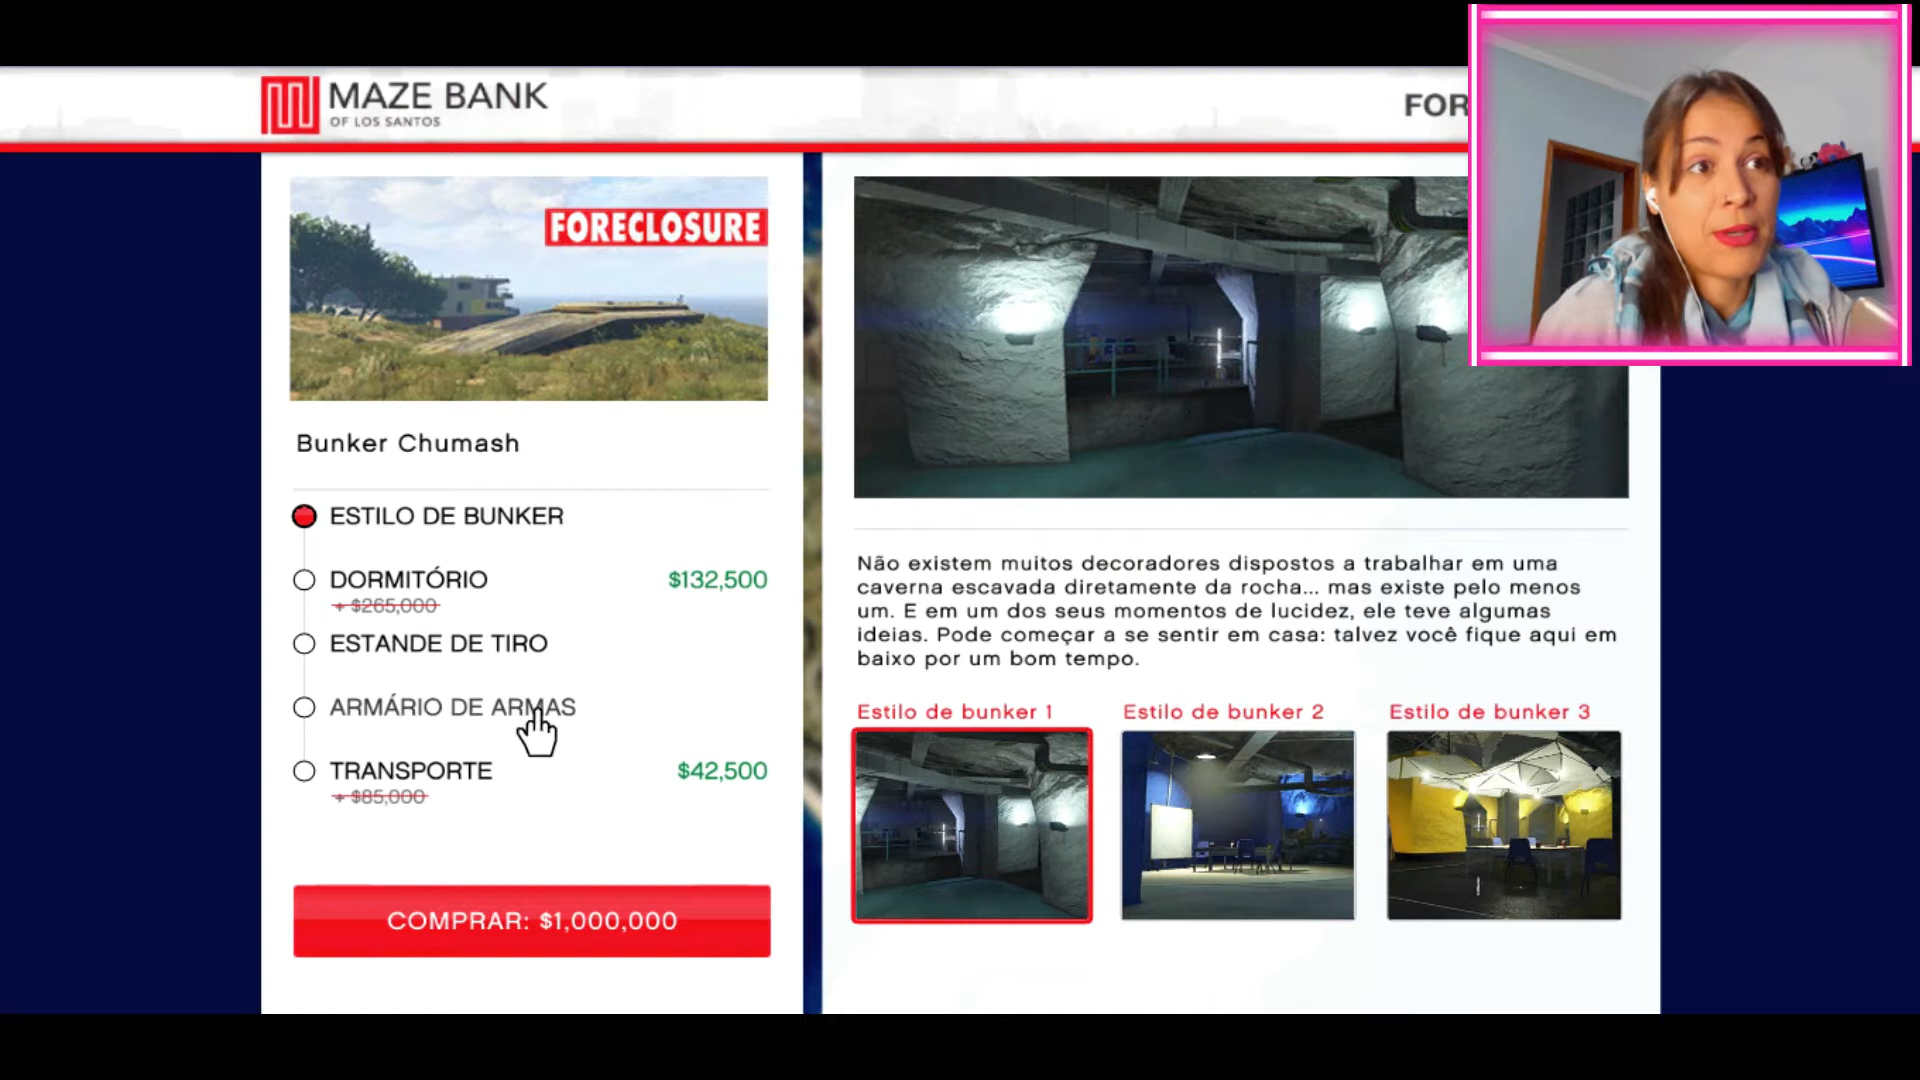 MAZE BANK
OF LOS SANTOS
FOR
FORECLOSURE
Bunker Chumash
ESTILO DE BUNKER
DORMITÓRIO $132,500
+ $265,000
ESTANDE DE TIRO
ARMÁRIO DE ARMAS
TRANSPORTE $42,500
+ $85,000
COMPRAR: $1,000,000
Não existem muitos decoradores dispostos a trabalhar em uma
caverna escavada diretamente da rocha... mas existe pelo menos
um. E em um dos seus momentos de lucidez, ele teve algumas
ideias. Pode começar a se sentir em casa: talvez você fique aqui em
baixo por um bom tempo.
Estilo de bunker 1
Estilo de bunker 2
Estilo de bunker 3